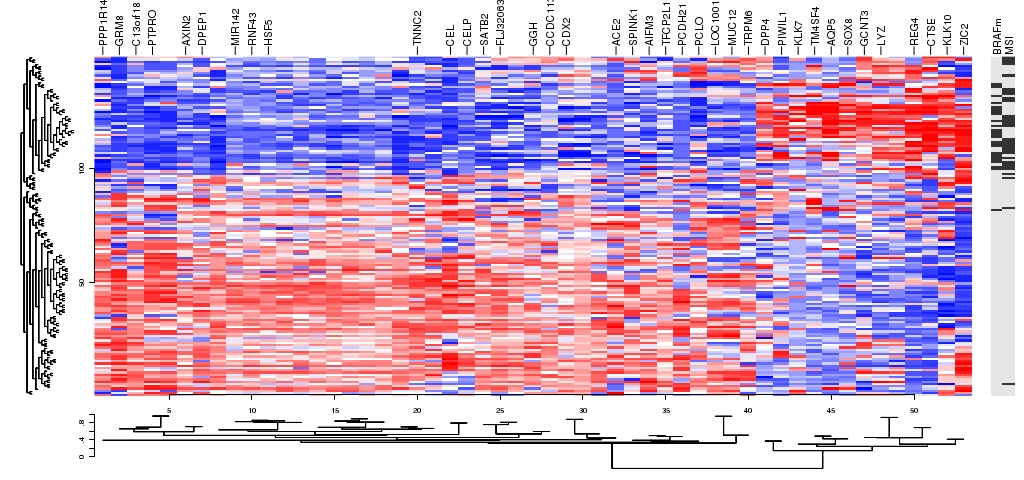 PPP1R14
GRM8
C13orf18
PTPRO
AXIN2
DPEP1
MIR142
RNF43
HSF5
TNNC2
CEL
CELP
SATB2
FLJ32063
GGH
CCDC113
CDX2
ACE2
SPINK1
AIFM3
TFCP2L1
PCDH21
PCLO
LOC1001
MUC12
TRPM6
DPP4
PIWIL1
KLK7
TM4SF4
AQP5
SOX8
GCNT3
LYZ
REG4
CTSE
KLK10
ZIC2
BRAFm
MSI
100
50
5 10 15 20 25 30 35 40 45 50
.8
.4
0